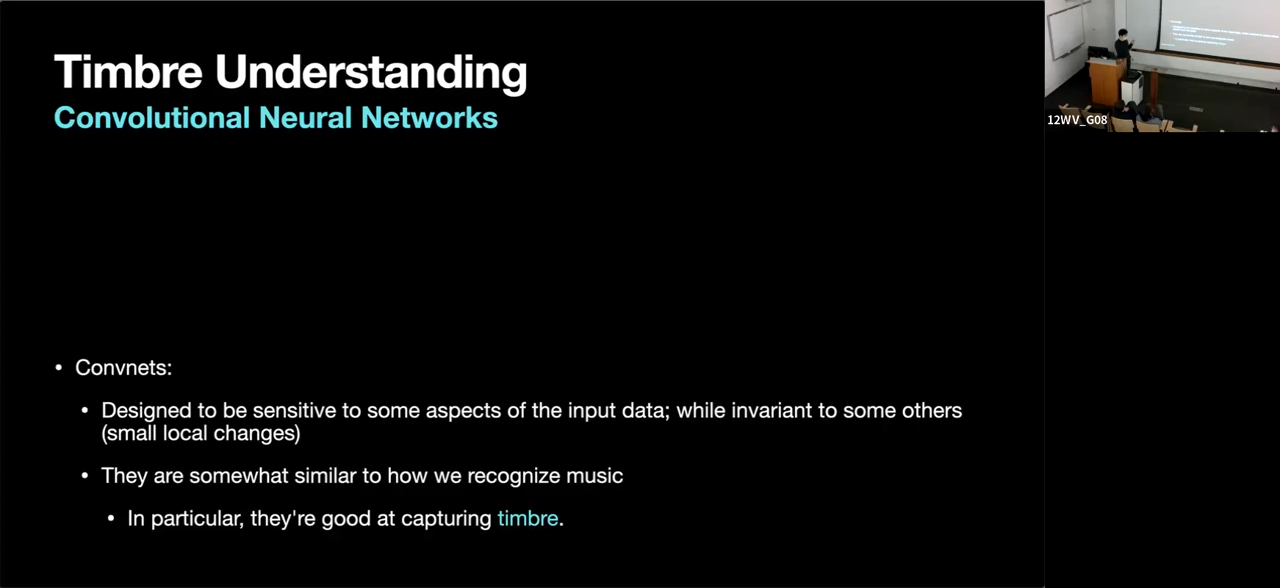 Timbre Understanding
Convolutional Neural Networks
12WV_G08
• Convnets:
• Designed to be sensitive to some aspects of the input data; while invariant to some others
(small local changes)
• They are somewhat similar to how we recognize music
• In particular, they're good at capturing timbre.